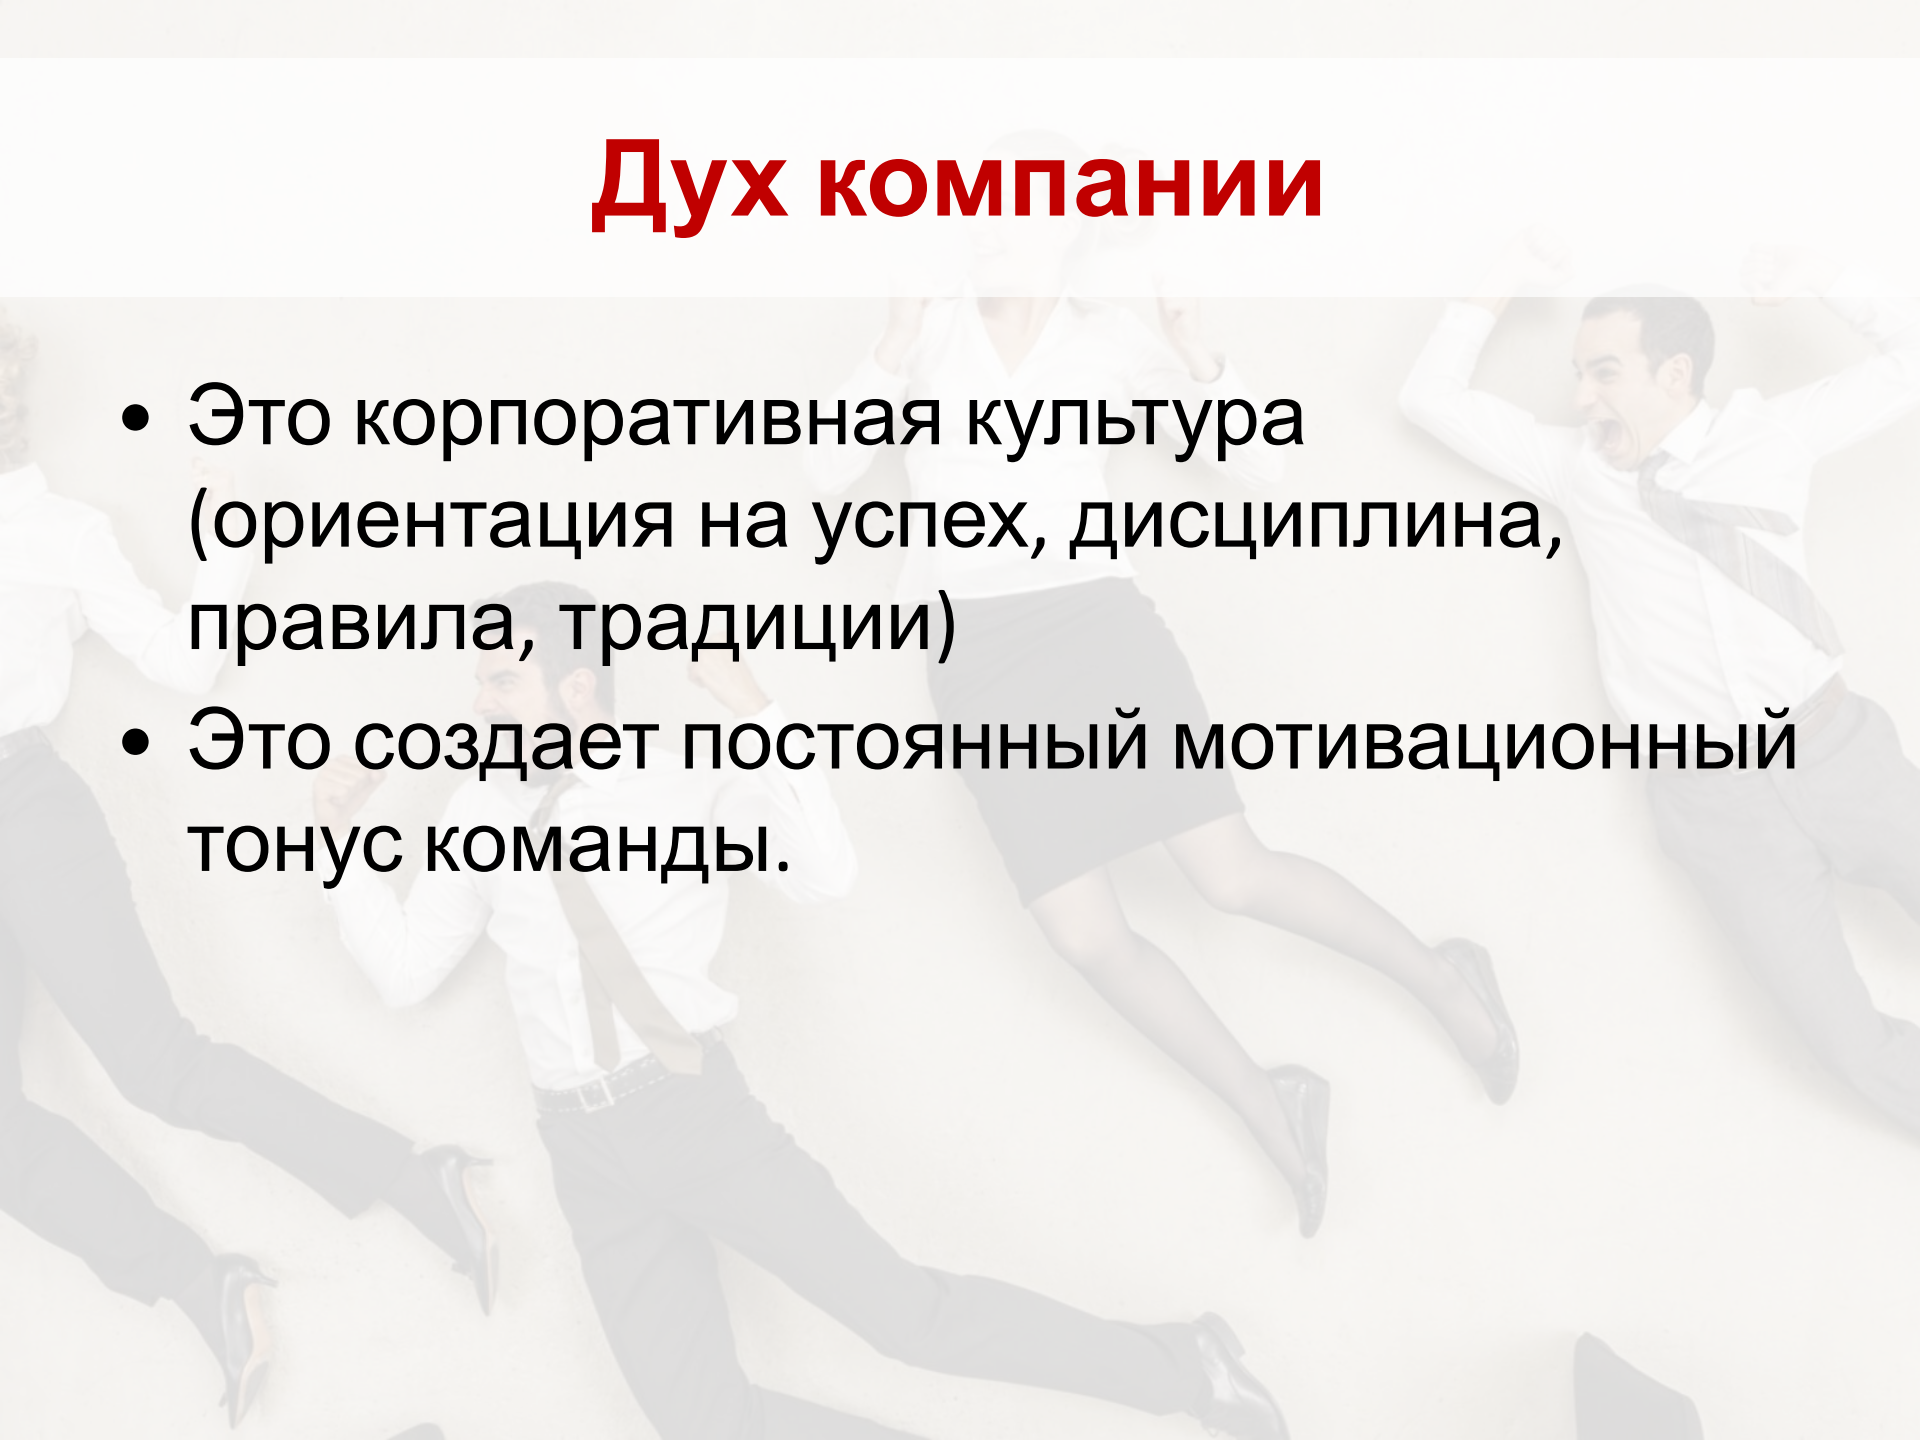 Дух компании
• Это корпоративная культура
(ориентация на успех, дисциплина,
правила, традиции)
• Это создает постоянный мотивационный
тонус команды.